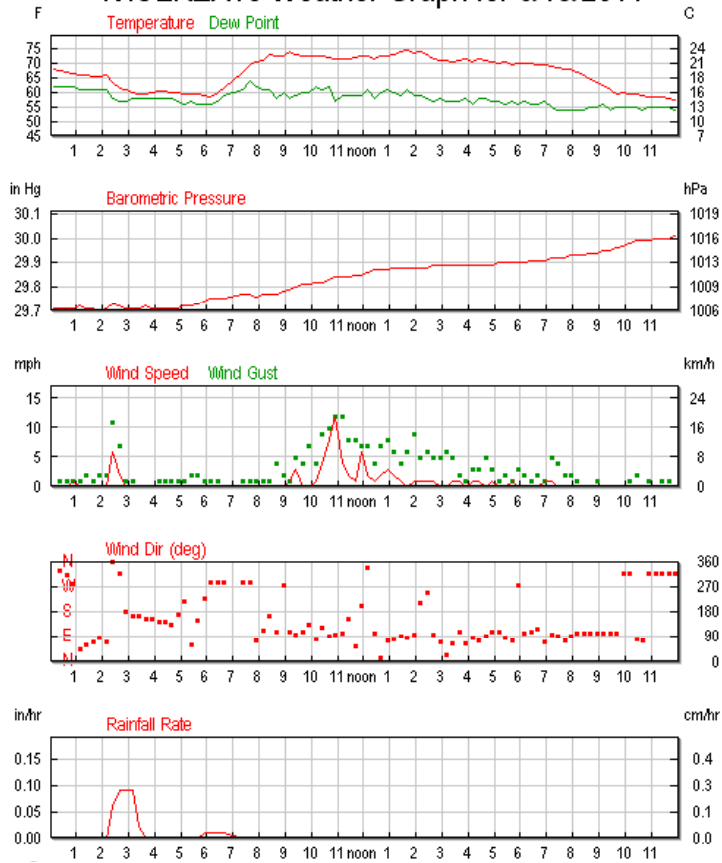 Weather Graph for
F Temperature Dew Point C
75 24
70 21
65 18
60 16
55 13
50 10
45 7
1 2 3 4 5 6 7 8 9 10 11 noon 1 2 3 4 5 6 7 8 9 10 11
in Hg Barometric Pressure hPa
30.1 1019
30.0 1016
29.9 1013
29.8 1009
29.7 1006
1 2 3 4 5 6 7 8 9 10 11 noon 1 2 3 4 5 6 7 8 9 10 11
mph Wind Speed Wind Gust km/h
15 24
10 16
5 8
0 0
1 2 3 4 5 6 7 8 9 10 11 noon 1 2 3 4 5 6 7 8 9 10 11
Wind Dir (deg)
N 360
W 270
S 180
E 90
N 0
1 2 3 4 5 6 7 8 9 10 11 noon 1 2 3 4 5 6 7 8 9 10 11
in/hr Rainfall Rate cm/hr
0.15 0.4
0.10 0.3
0.05 0.1
0.00 0.0
1 2 3 4 5 6 7 8 9 10 11 noon 1 2 3 4 5 6 7 8 9 10 11